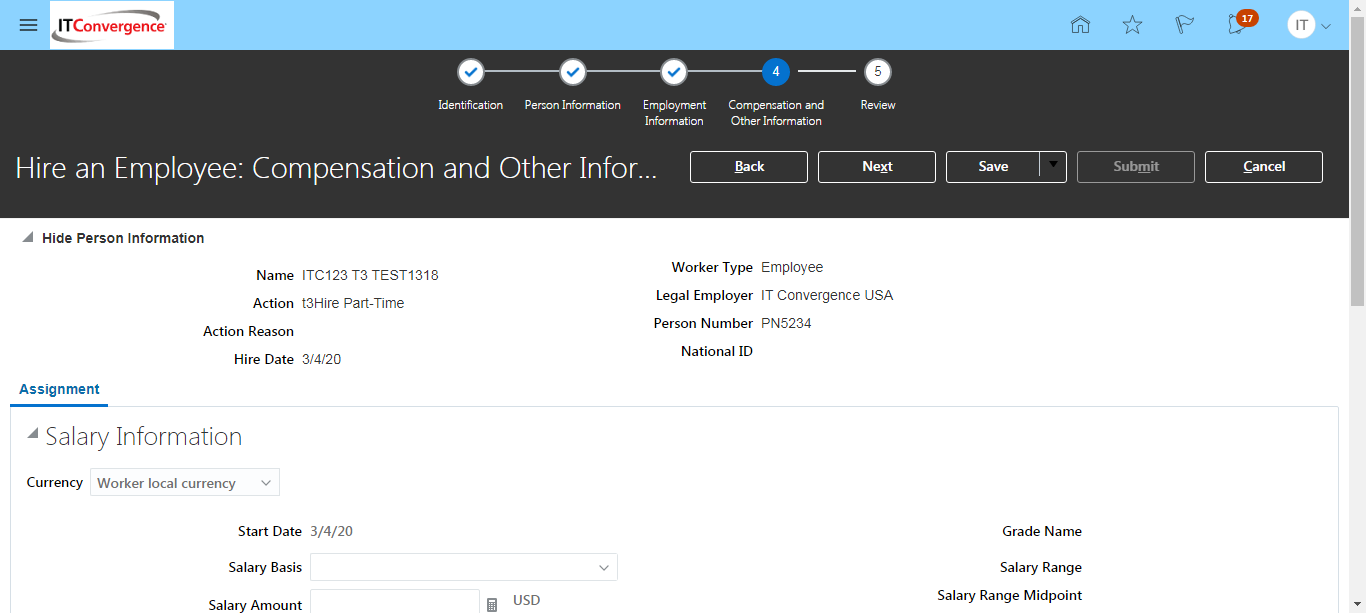 ITConvergence
17
IT
4
5
Identification
Person Information
Employment Information
Compensation and Other Information
Review
Hire an Employee: Compensation and Other Infor...
Back
Next
Save
Submit
Cancel
Hide Person Information
Name ITC123 T3 TEST1318
Action t3Hire Part-Time
Action Reason
Hire Date 3/4/20
Worker Type Employee
Legal Employer IT Convergence USA
Person Number PN5234
National ID
Assignment
Salary Information
Currency Worker local currency
Start Date 3/4/20
Grade Name
Salary Basis
Salary Range
Salary Range Midpoint
Salary Amount USD